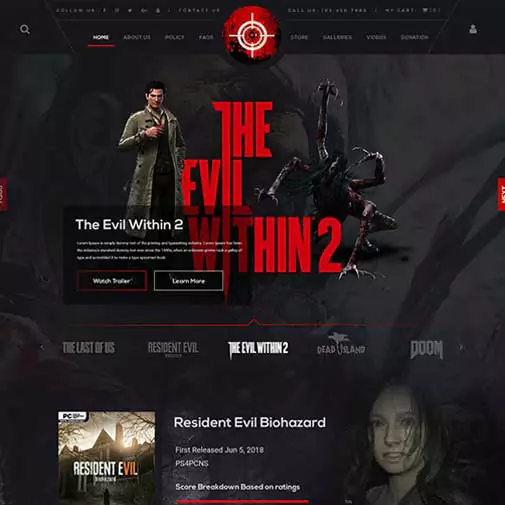 FOLLOW US:
CONTACT US
CALL US:
MY CART:
HOME
ABOUT US
POLICY
FAQS
STORE
GALLERIES
VIDEOS
DONATION
THE
EVIL
WITHIN 2
NEXT
The Evil Within 2
Lorem Ipsum is simply dummy text of the printing and typesetting industry. Lorem Ipsum has been
the industry's standard dummy text ever since the 1500s, when an unknown printer took a galley of
type and scrambled it to make a type specimen book.
Watch Trailer
Learn More
THE LAST OF US
RESIDENT EVIL
THE EVIL WITHIN 2
DEAD ISLAND
DOOM
PC
RESIDENT EVIL
biohazard
Resident Evil Biohazard
First Released Jun 5, 2018
PS4PCNS
Score Breakdown Based on ratings